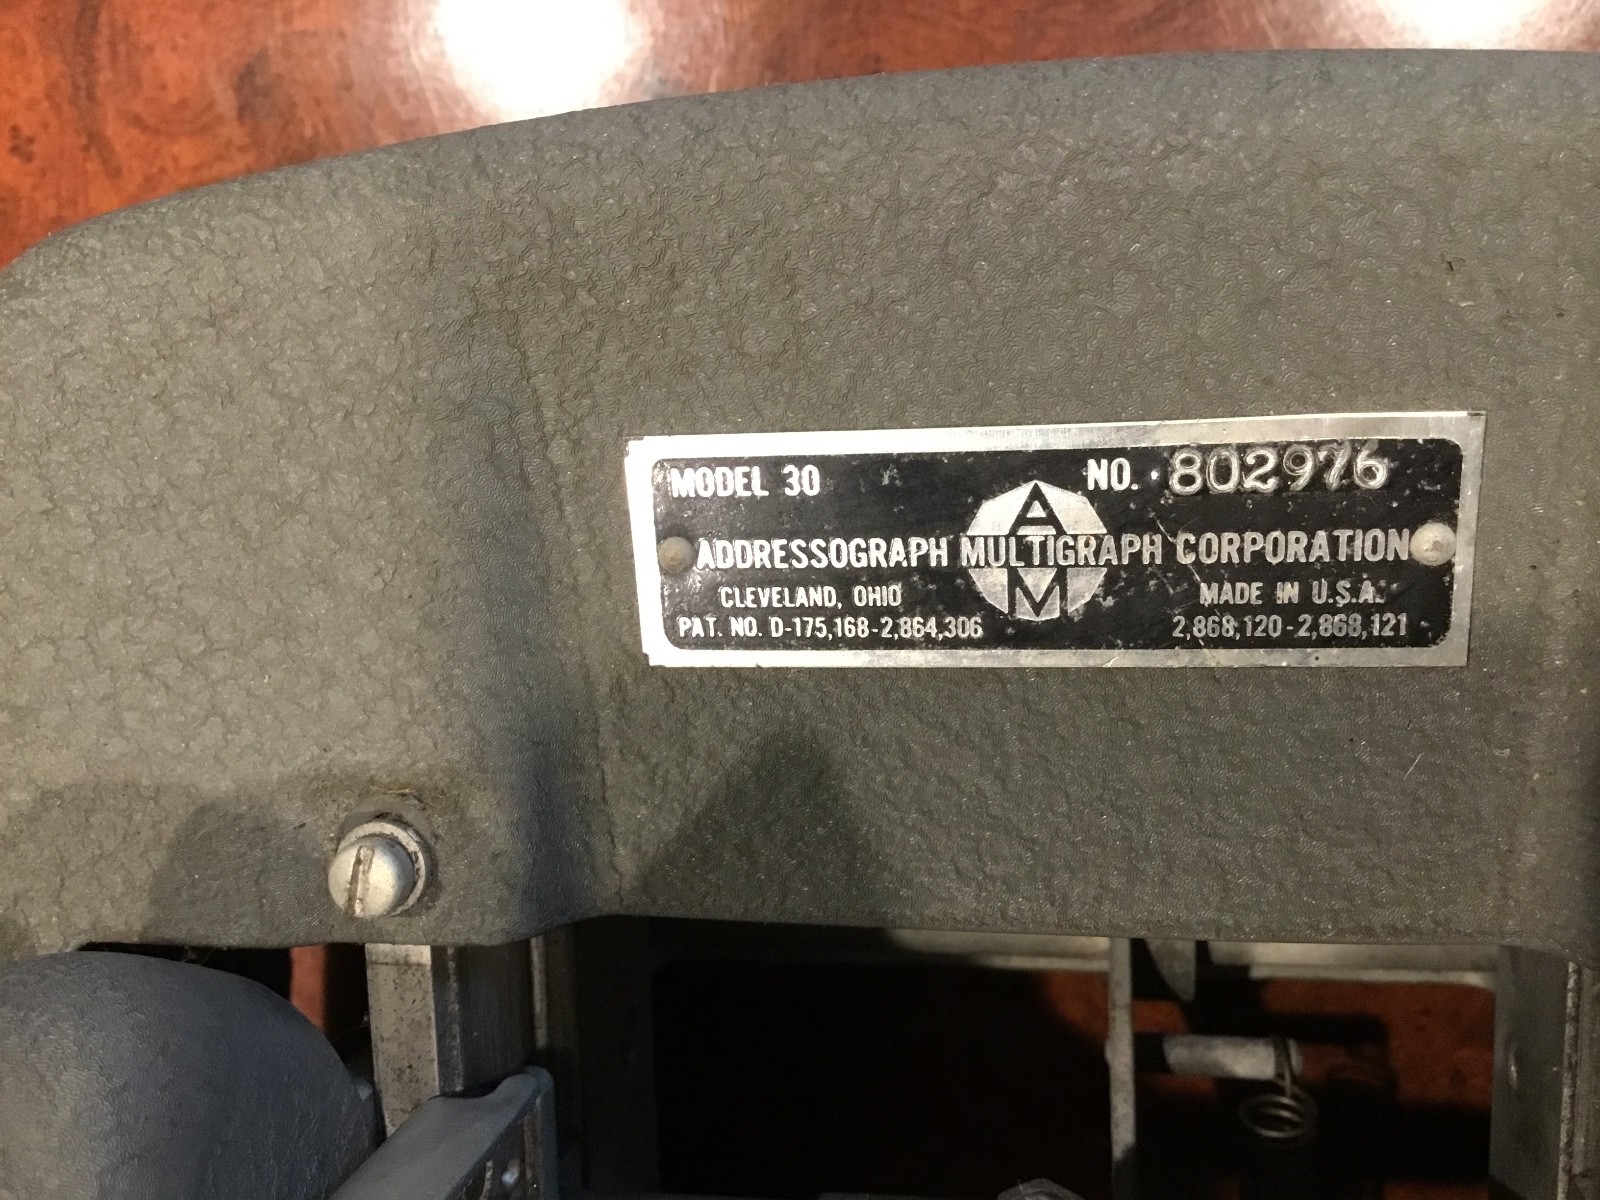 MODEL 30 NO. 802976
A
ADDRESSOGRAPH MULTIGRAPH CORPORATION
M
CLEVELAND, OHIO MADE IN U.S.A.
PAT. NO. D-175,168-2,864,306 2,868,120-2,868,121